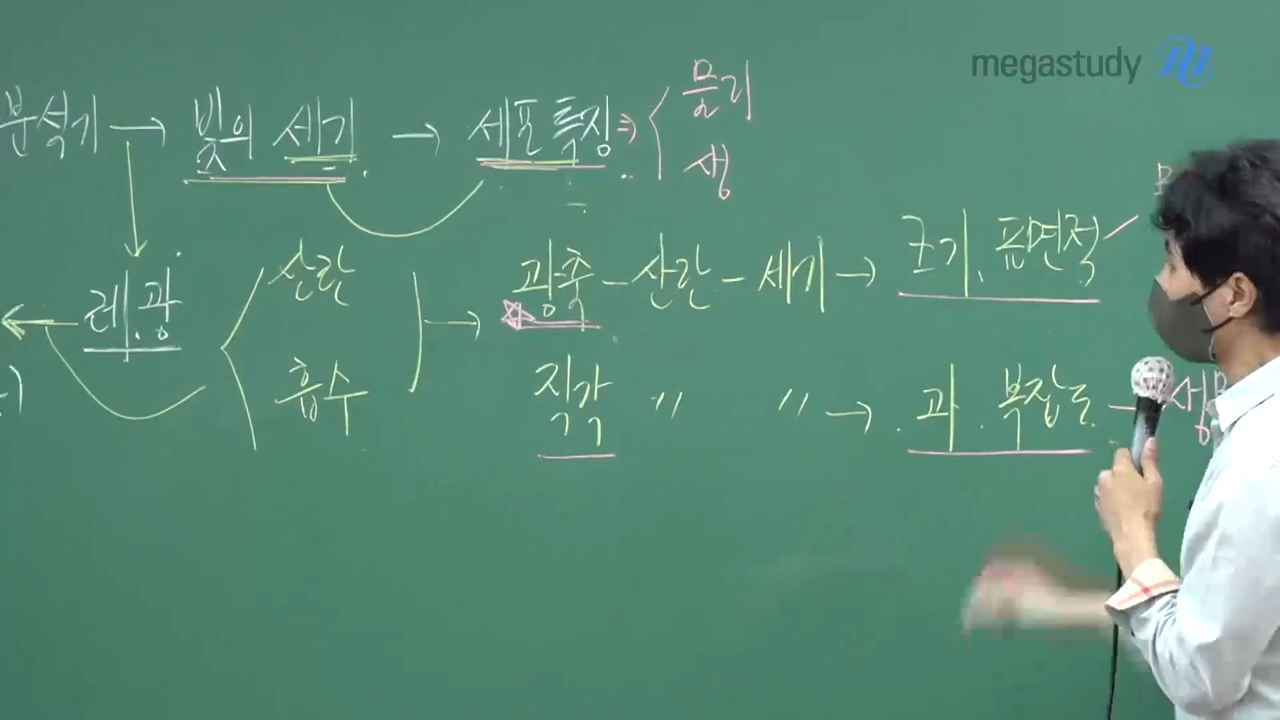 megastudy
분석기 → 빛의 세기 → 세포 특징 ⇒ 물리
생
산란
광축 - 산란 - 세기 → 크기, 표면적
레.광
흡수
직각 〃 〃 → 과. 복잡도 - 생